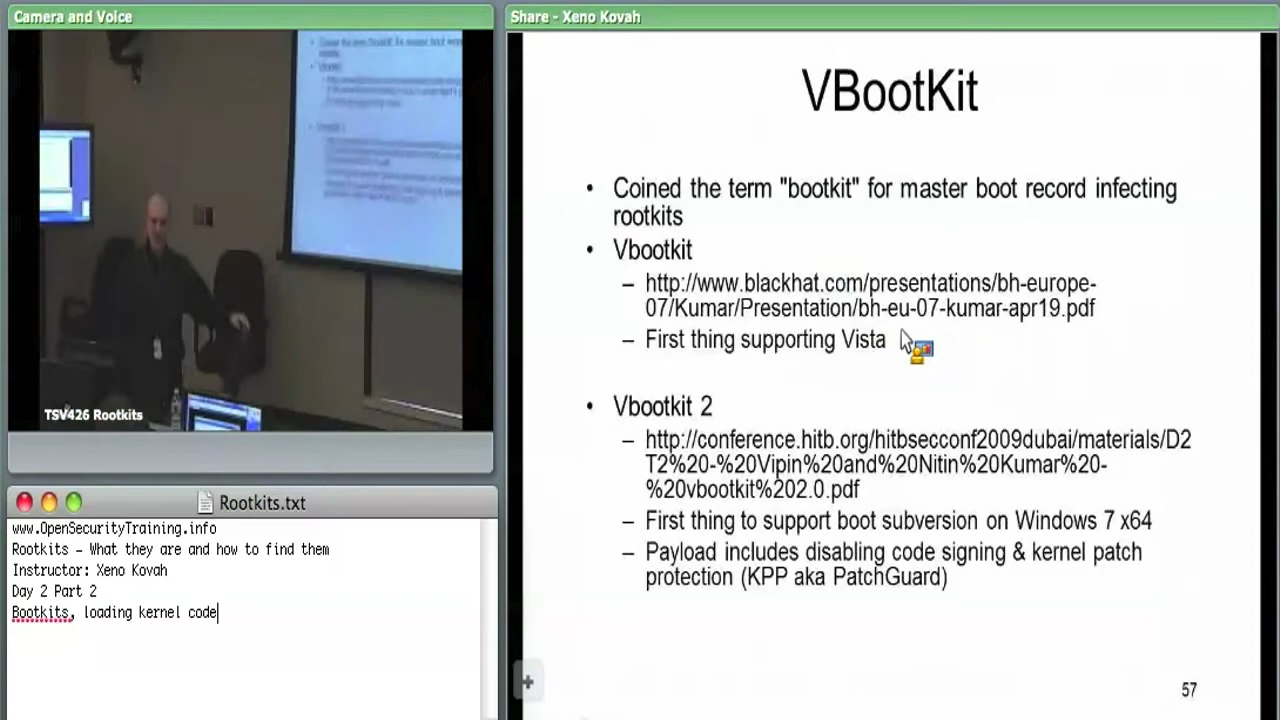 Camera and Voice
TSV426 Rootkits
Rootkits.txt
www.OpenSecurityTraining.info
Rootkits – What they are and how to find them
Instructor: Xeno Kovah
Day 2 Part 2
Bootkits, loading kernel code
Share - Xeno Kovah
VBootKit
• Coined the term "bootkit" for master boot record infecting
rootkits
• Vbootkit
– http://www.blackhat.com/presentations/bh-europe-
07/Kumar/Presentation/bh-eu-07-kumar-apr19.pdf
– First thing supporting Vista
• Vbootkit 2
– http://conference.hitb.org/hitbsecconf2009dubai/materials/D2
T2%20-%20Vipin%20and%20Nitin%20Kumar%20-
%20vbootkit%202.0.pdf
– First thing to support boot subversion on Windows 7 x64
– Payload includes disabling code signing & kernel patch
protection (KPP aka PatchGuard)
57